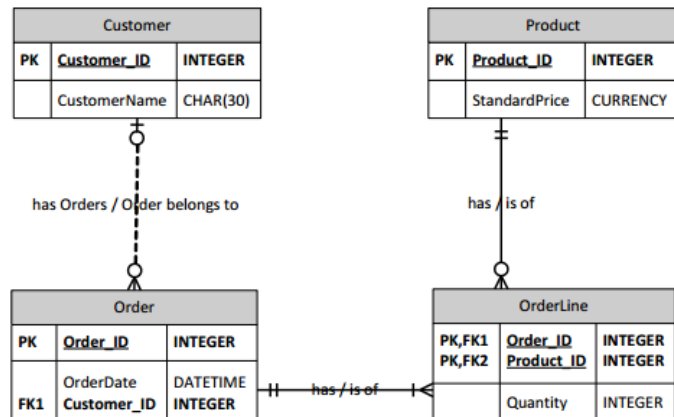 Customer
PK Customer_ID INTEGER
CustomerName CHAR(30)
Product
PK Product_ID INTEGER
StandardPrice CURRENCY
has Orders / Order belongs to
has / is of
Order
PK Order_ID INTEGER
OrderDate DATETIME
FK1 Customer_ID INTEGER
has / is of
OrderLine
PK,FK1 Order_ID INTEGER
PK,FK2 Product_ID INTEGER
Quantity INTEGER